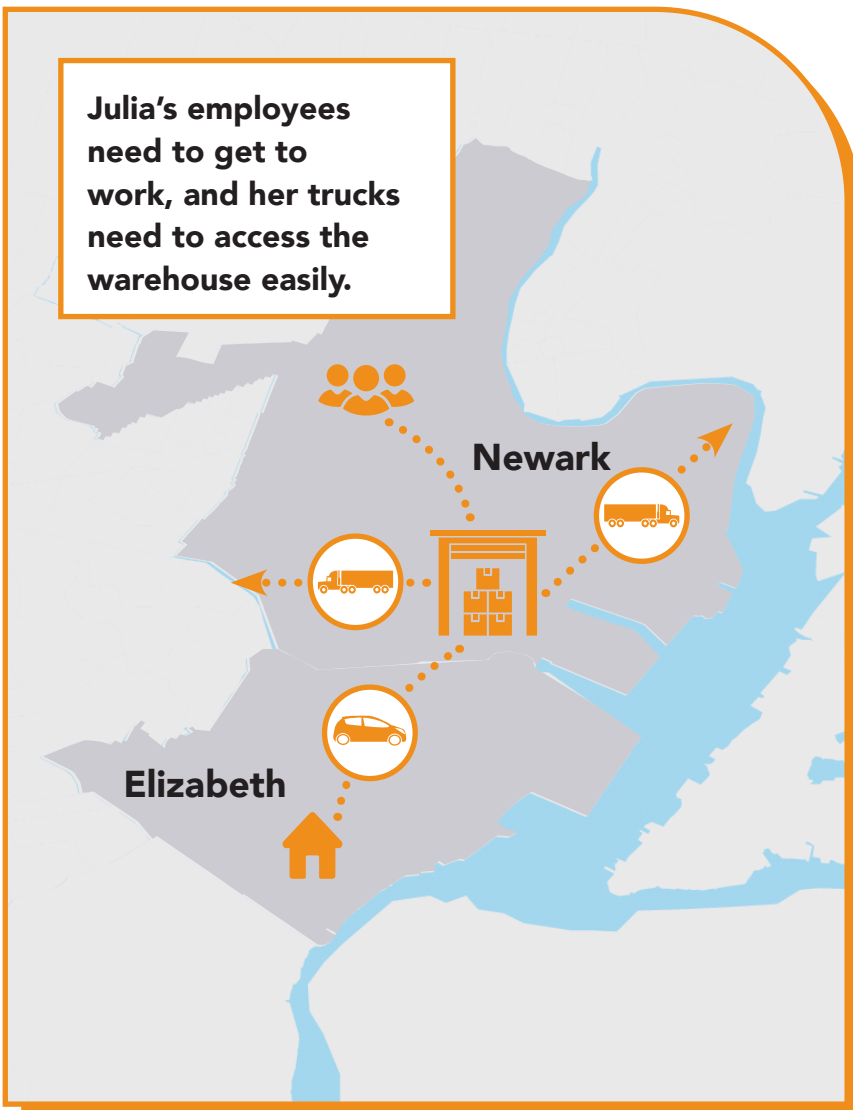 Julia’s employees
need to get to
work, and her trucks
need to access the
warehouse easily.
Newark
Elizabeth